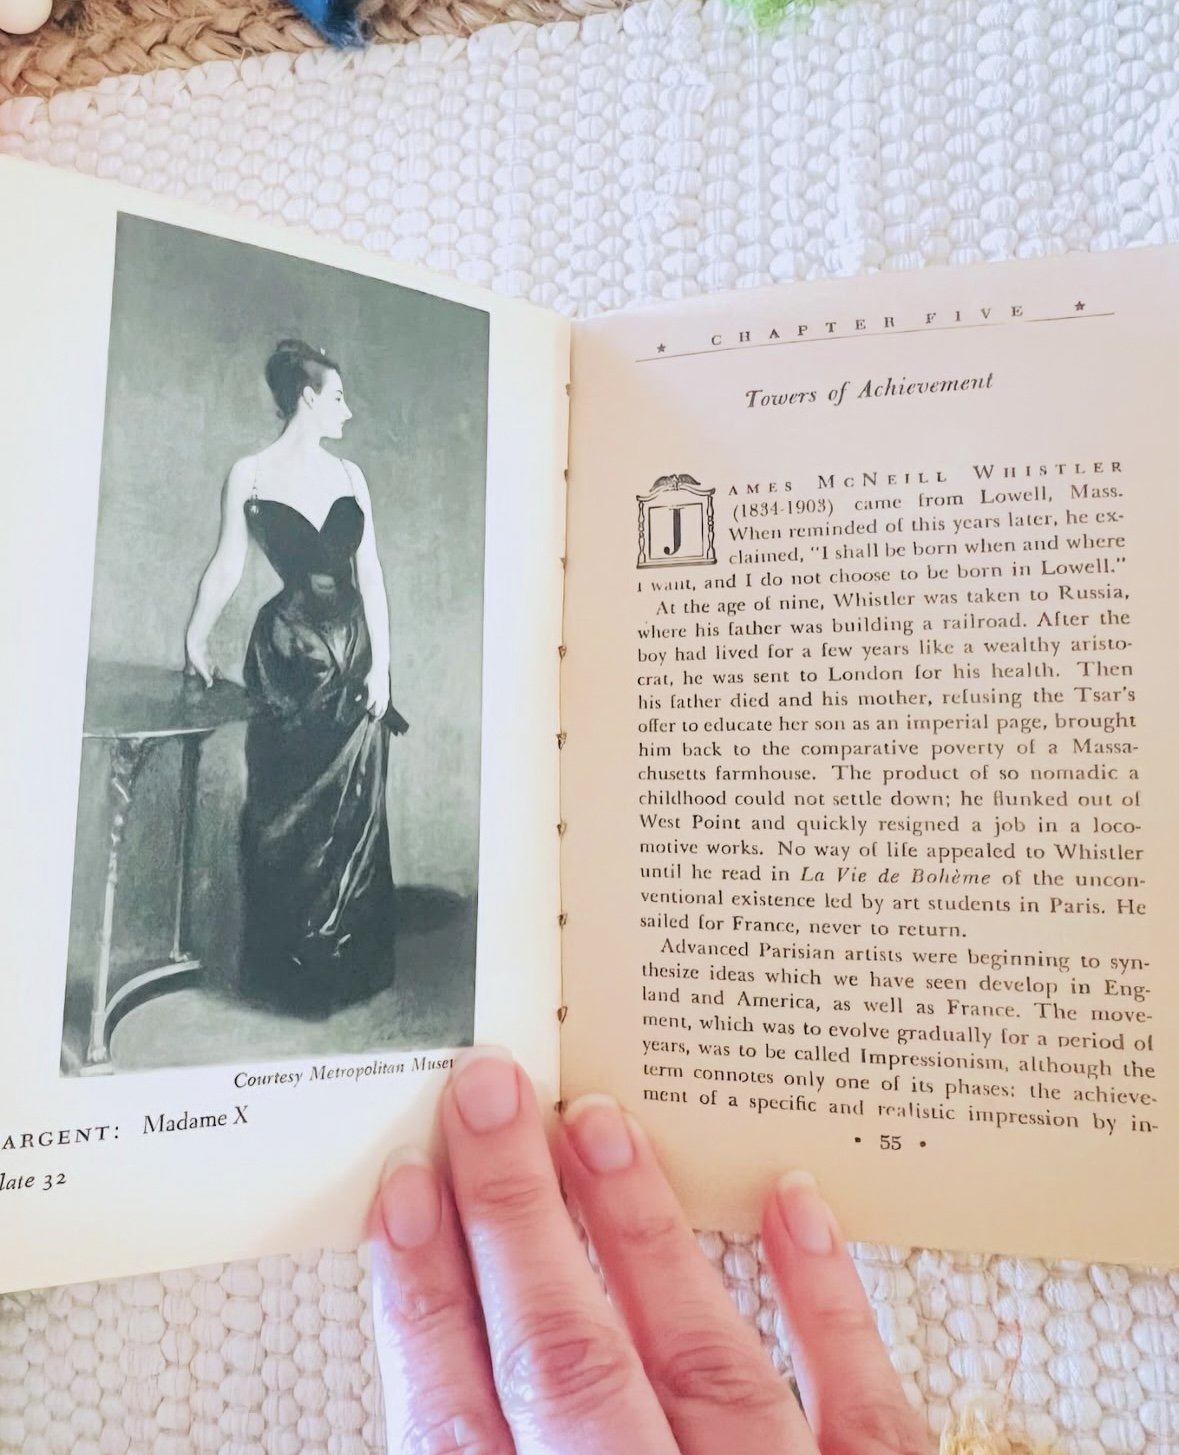 Courtesy Metropolitan
ARGENT: Madame X
late 32
★ CHAPTER FIVE ★
Towers of Achievement
JAMES MCNEILL WHISTLER
(1834-1903) came from Lowell, Mass.
When reminded of this years later, he ex-
claimed, "I shall be born when and where
I want, and I do not choose to be born in Lowell."
At the age of nine, Whistler was taken to Russia,
where his father was building a railroad. After the
boy had lived for a few years like a wealthy aristo-
crat, he was sent to London for his health. Then
his father died and his mother, refusing the Tsar's
offer to educate her son as an imperial page, brought
him back to the comparative poverty of a Massa-
chusetts farmhouse. The product of so nomadic a
childhood could not settle down; he flunked out of
West Point and quickly resigned a job in a loco-
motive works. No way of life appealed to Whistler
until he read in La Vie de Bohème of the uncon-
ventional existence led by art students in Paris. He
sailed for France, never to return.
Advanced Parisian artists were beginning to syn-
thesize ideas which we have seen develop in Eng-
land and America, as well as France. The move-
ment, which was to evolve gradually for a period of
years, was to be called Impressionism, although the
term connotes only one of its phases: the achieve-
ment of a specific and realistic impression by in-
• 55 •